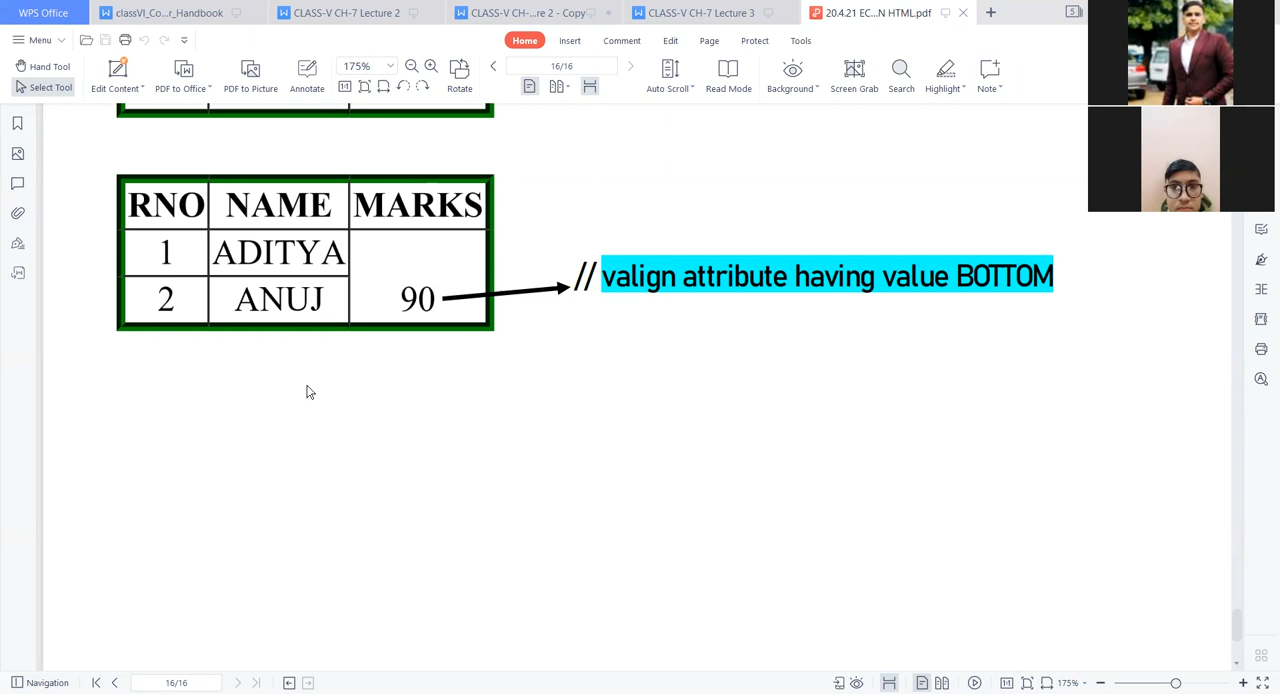 WPS Office
classVI_Co...r_Handbook
CLASS-V CH-7 Lecture 2
CLASS-V CH-...re 2 - Copy
CLASS-V CH-7 Lecture 3
20.4.21 EC...N HTML.pdf
5
Menu
Home Insert Comment Edit Page Protect Tools
Hand Tool
Select Tool
Edit Content
PDF to Office
PDF to Picture
Annotate
175%
Rotate
16/16
Auto Scroll
Read Mode
Background
Screen Grab
Search
Highlight
Note
RNO NAME MARKS
1 ADITYA
2 ANUJ 90
// valign attribute having value BOTTOM
Navigation
16/16
175%